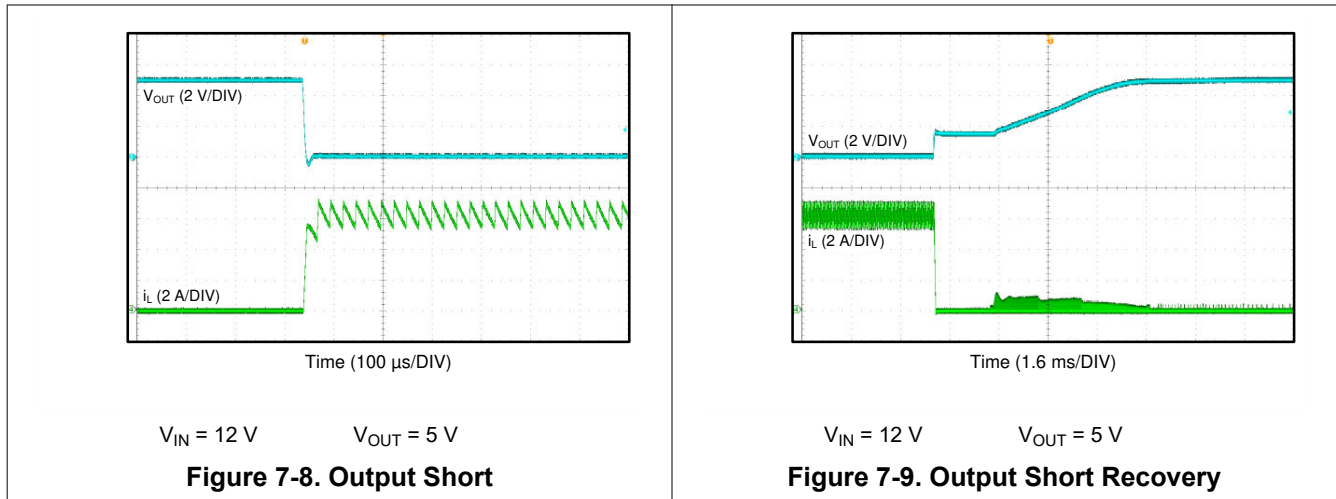 V_OUT (2 V/DIV)
i_L (2 A/DIV)
Time (100 µs/DIV)
V_IN = 12 V V_OUT = 5 V
Figure 7-8. Output Short
V_OUT (2 V/DIV)
i_L (2 A/DIV)
Time (1.6 ms/DIV)
V_IN = 12 V V_OUT = 5 V
Figure 7-9. Output Short Recovery